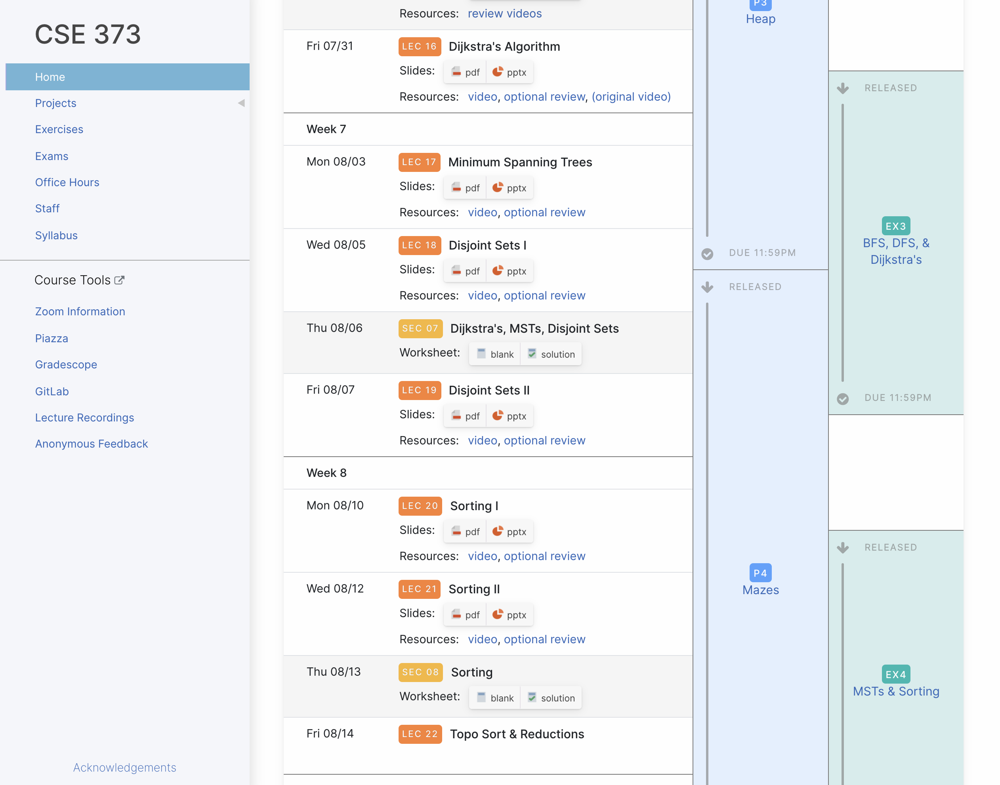 CSE 373
Home
Projects
Exercises
Exams
Office Hours
Staff
Syllabus
Course Tools
Zoom Information
Piazza
Gradescope
GitLab
Lecture Recordings
Anonymous Feedback
Acknowledgements
Resources: review videos
Fri 07/31 LEC 16 Dijkstra's Algorithm
Slides: pdf pptx
Resources: video, optional review, (original video)
Week 7
Mon 08/03 LEC 17 Minimum Spanning Trees
Slides: pdf pptx
Resources: video, optional review
Wed 08/05 LEC 18 Disjoint Sets I
Slides: pdf pptx
Resources: video, optional review
Thu 08/06 SEC 07 Dijkstra's, MSTs, Disjoint Sets
Worksheet: blank solution
Fri 08/07 LEC 19 Disjoint Sets II
Slides: pdf pptx
Resources: video, optional review
Week 8
Mon 08/10 LEC 20 Sorting I
Slides: pdf pptx
Resources: video, optional review
Wed 08/12 LEC 21 Sorting II
Slides: pdf pptx
Resources: video, optional review
Thu 08/13 SEC 08 Sorting
Worksheet: blank solution
Fri 08/14 LEC 22 Topo Sort & Reductions
P3
Heap
DUE 11:59PM
RELEASED
P4
Mazes
RELEASED
EX3
BFS, DFS, &
Dijkstra's
DUE 11:59PM
RELEASED
EX4
MSTs & Sorting